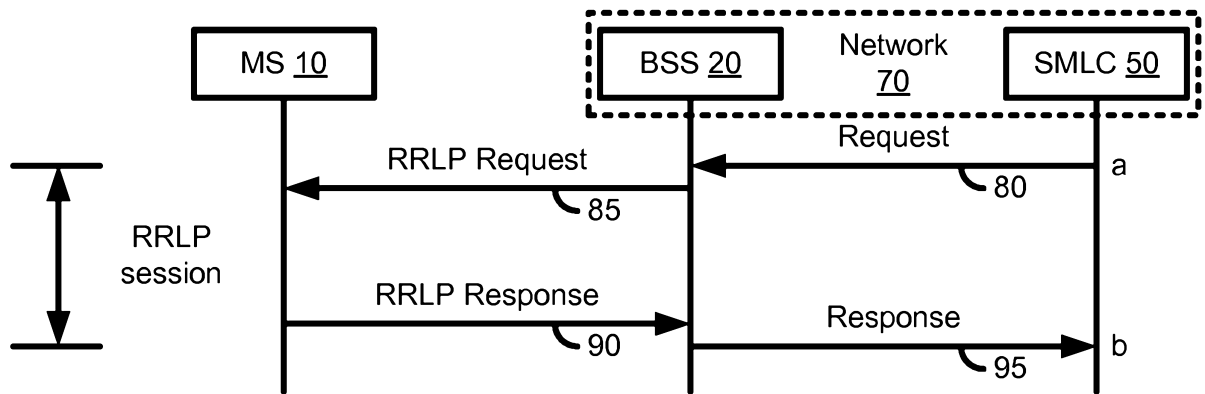 MS 10
BSS 20
Network
70
SMLC 50
Request
a
80
RRLP Request
85
RRLP
session
RRLP Response
90
Response
b
95